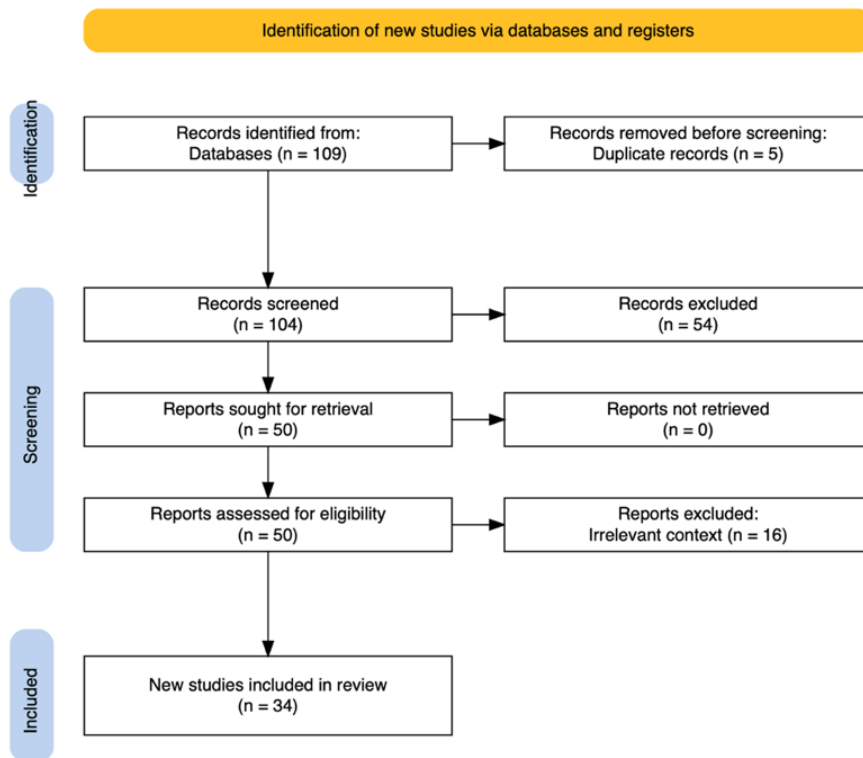 Identification of new studies via databases and registers
Identification
Records identified from:
Databases (n = 109)
Records removed before screening:
Duplicate records (n = 5)
Screening
Records screened
(n = 104)
Records excluded
(n = 54)
Reports sought for retrieval
(n = 50)
Reports not retrieved
(n = 0)
Reports assessed for eligibility
(n = 50)
Reports excluded:
Irrelevant context (n = 16)
Included
New studies included in review
(n = 34)